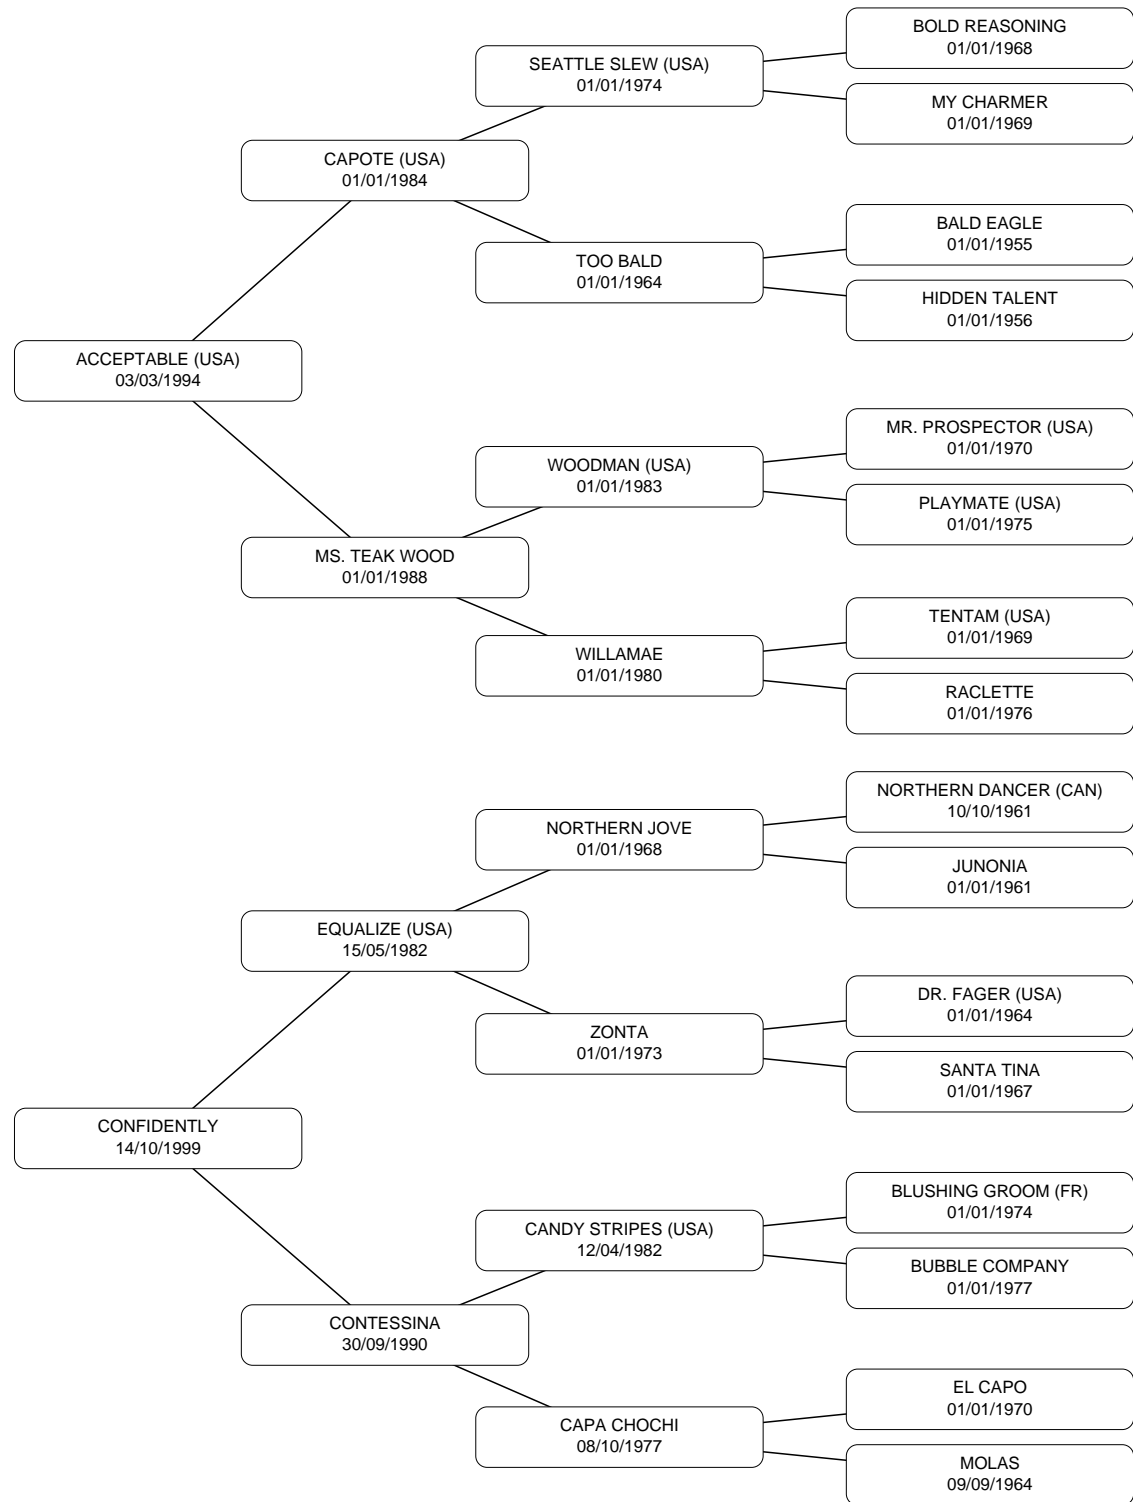 BOLD REASONING
01/01/1968
SEATTLE SLEW (USA)
01/01/1974
MY CHARMER
01/01/1969
CAPOTE (USA)
01/01/1984
BALD EAGLE
01/01/1955
TOO BALD
01/01/1964
HIDDEN TALENT
01/01/1956
ACCEPTABLE (USA)
03/03/1994
MR. PROSPECTOR (USA)
01/01/1970
WOODMAN (USA)
01/01/1983
PLAYMATE (USA)
01/01/1975
MS. TEAK WOOD
01/01/1988
TENTAM (USA)
01/01/1969
WILLAMAE
01/01/1980
RACLETTE
01/01/1976
NORTHERN DANCER (CAN)
10/10/1961
NORTHERN JOVE
01/01/1968
JUNONIA
01/01/1961
EQUALIZE (USA)
15/05/1982
DR. FAGER (USA)
01/01/1964
ZONTA
01/01/1973
SANTA TINA
01/01/1967
CONFIDENTLY
14/10/1999
BLUSHING GROOM (FR)
01/01/1974
CANDY STRIPES (USA)
12/04/1982
BUBBLE COMPANY
01/01/1977
CONTESSINA
30/09/1990
EL CAPO
01/01/1970
CAPA CHOCHI
08/10/1977
MOLAS
09/09/1964